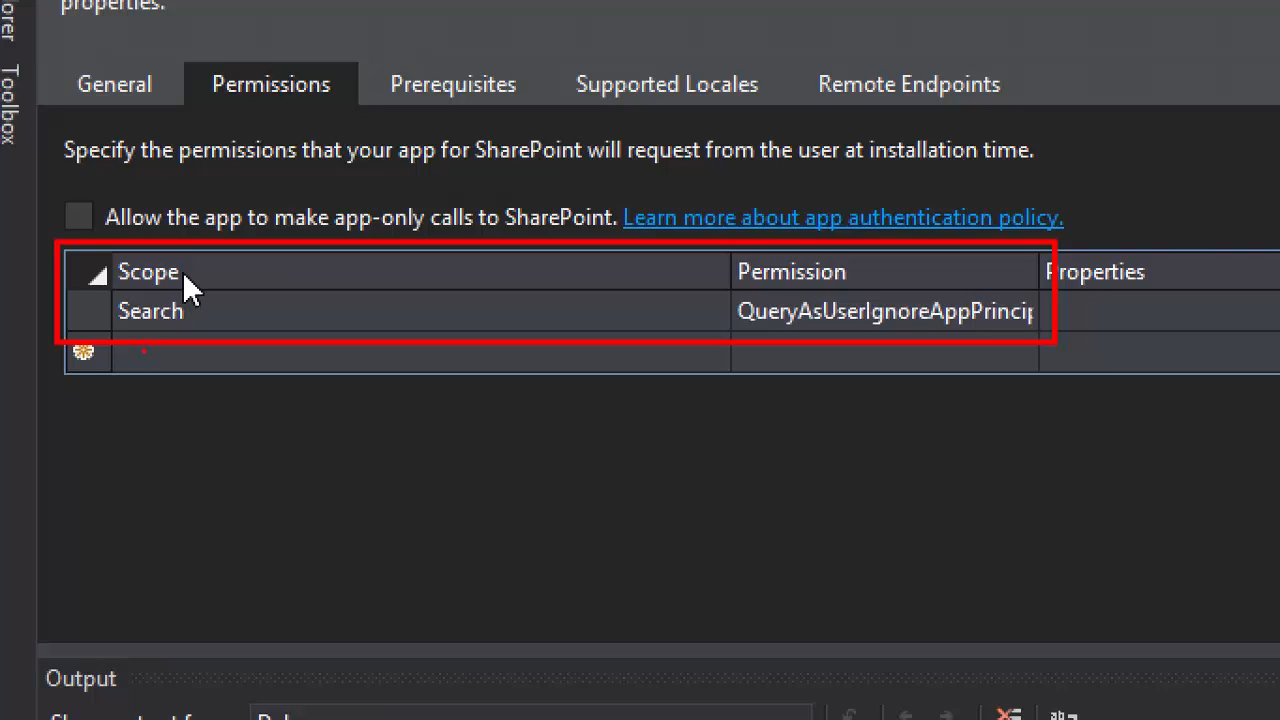 properties.
Toolbox
General Permissions Prerequisites Supported Locales Remote Endpoints
Specify the permissions that your app for SharePoint will request from the user at installation time.
Allow the app to make app-only calls to SharePoint. Learn more about app authentication policy.
Scope Permission Properties
Search QueryAsUserIgnoreAppPrincip
Output